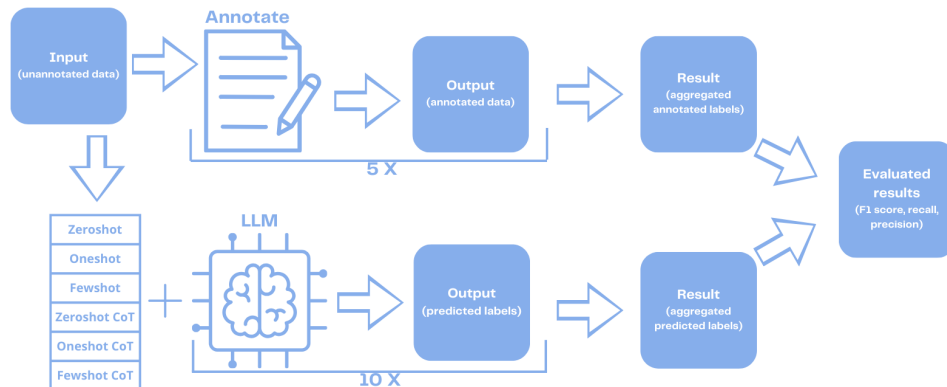 Annotate
Input
(unannotated data)
Output
(annotated data)
Result
(aggregated
annotated labels)
5 X
Evaluated
results
(F1 score, recall,
precision)
Zeroshot
Oneshot
Fewshot
Zeroshot CoT
Oneshot CoT
Fewshot CoT
LLM
Output
(predicted labels)
Result
(aggregated
predicted labels)
10 X